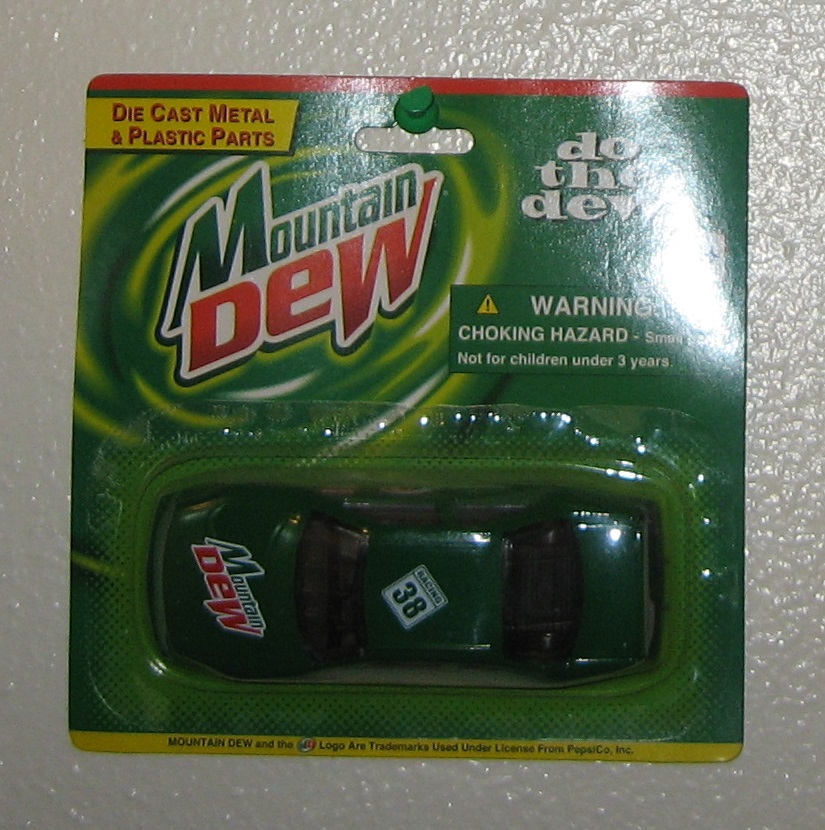 DIE CAST METAL
& PLASTIC PARTS
do
the
dew
Mountain
Dew
WARNING
CHOKING HAZARD - Small
Not for children under 3 years.
Mountain
Dew
RACING
38
MOUNTAIN DEW and the Logo Are Trademarks Used Under License From PepsiCo, Inc.